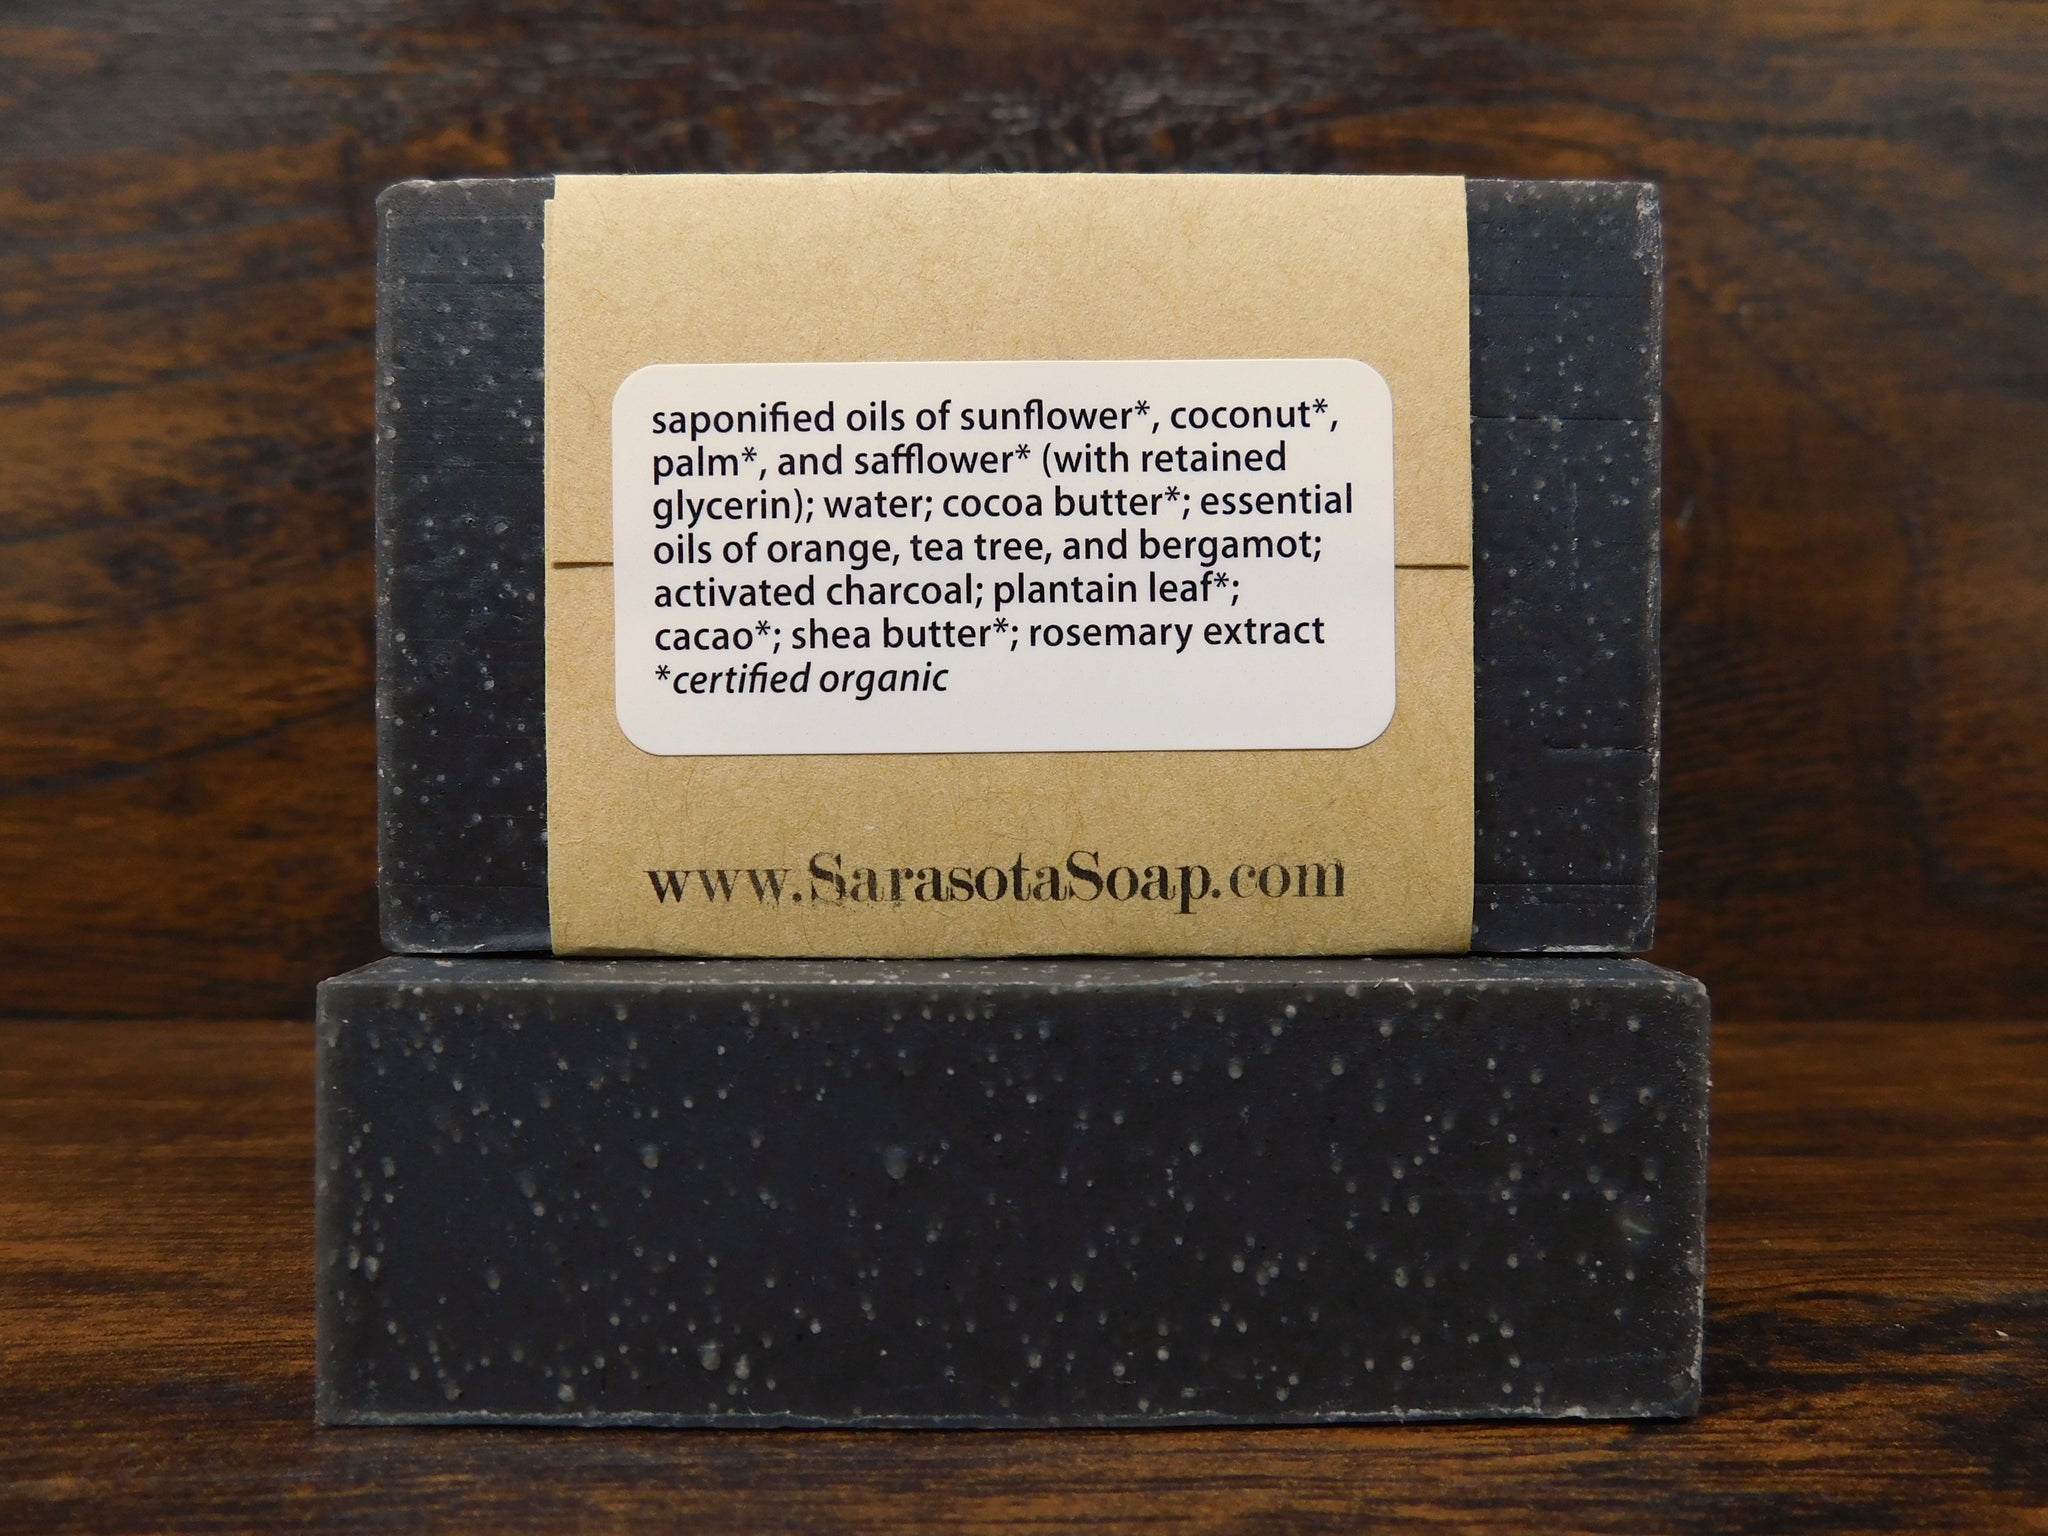 saponified oils of sunflower*, coconut*,
palm*, and safflower* (with retained
glycerin); water; cocoa butter*; essential
oils of orange, tea tree, and bergamot;
activated charcoal; plantain leaf*;
cacao*; shea butter*; rosemary extract
*certified organic
www.SarasotaSoap.com